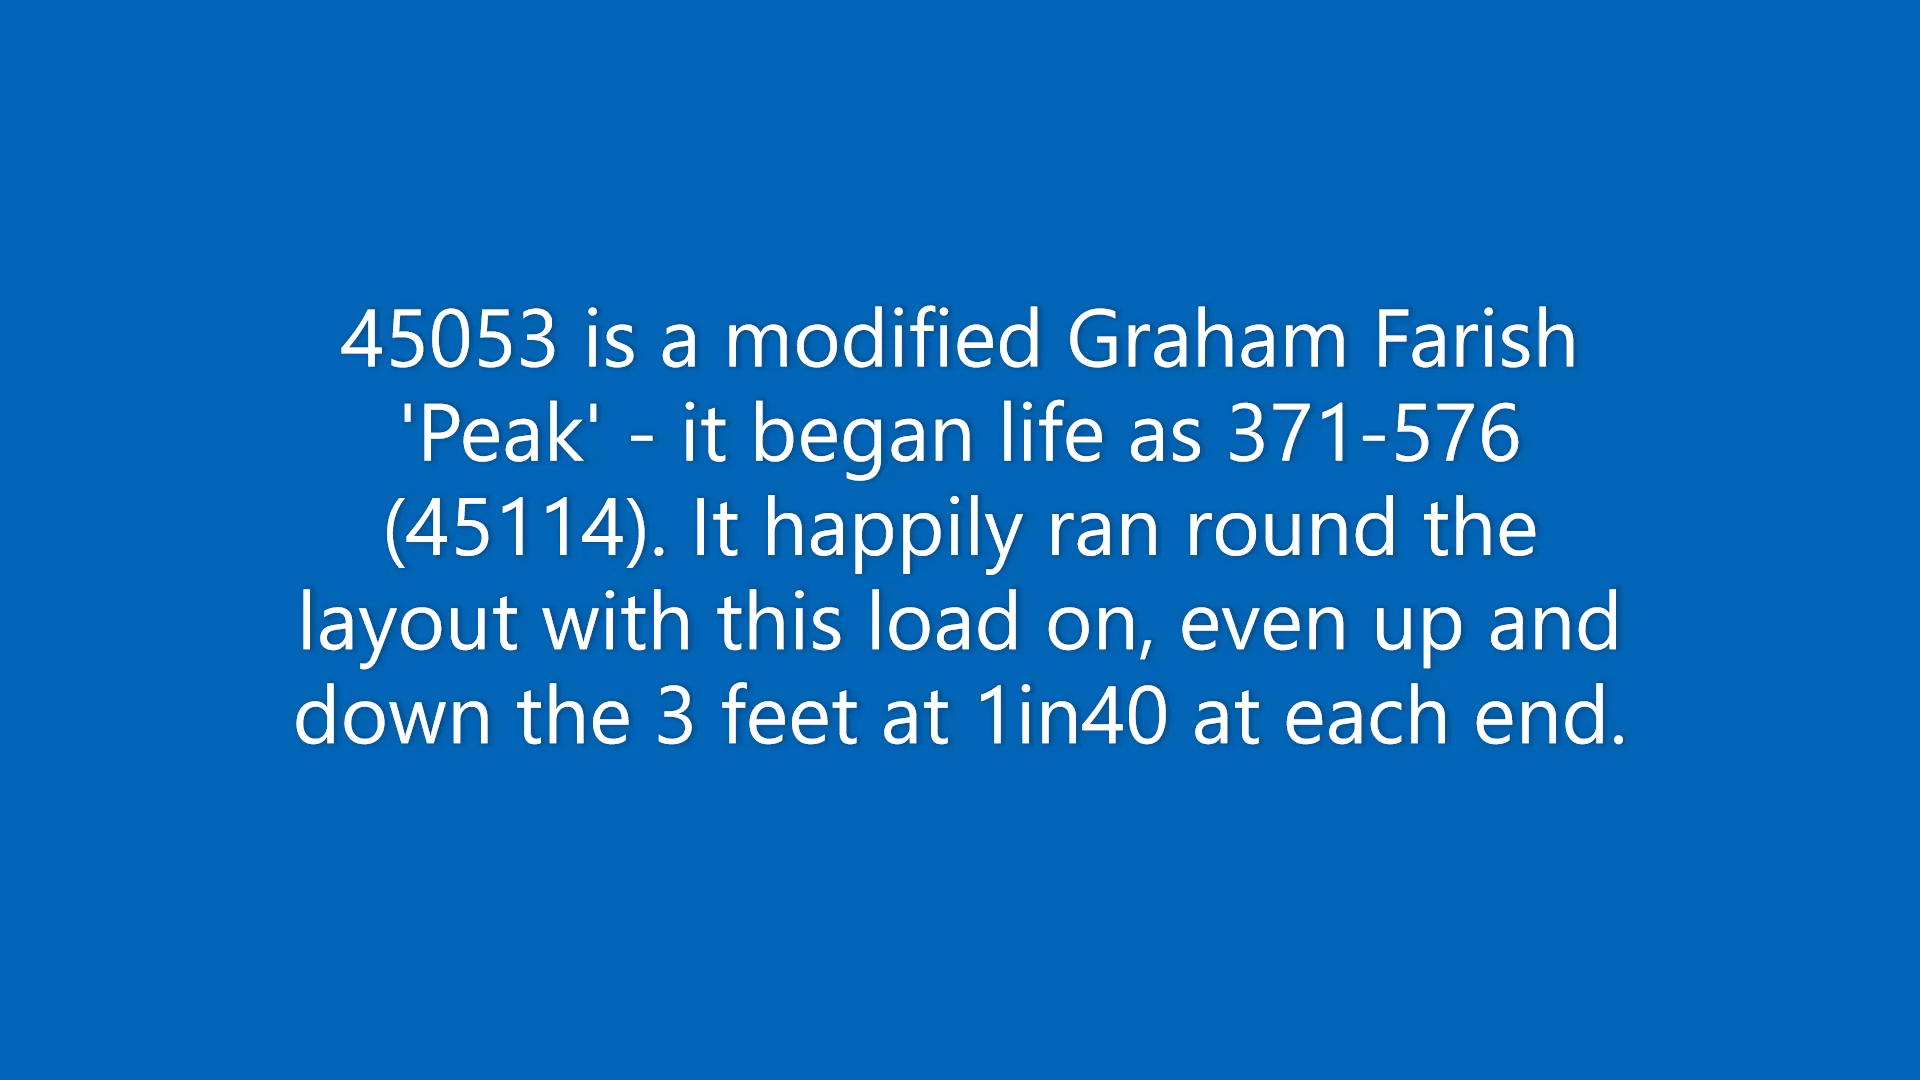 45053 is a modified Graham Farish
'Peak' - it began life as 371-576
(45114). It happily ran round the
layout with this load on, even up and
down the 3 feet at 1in40 at each end.